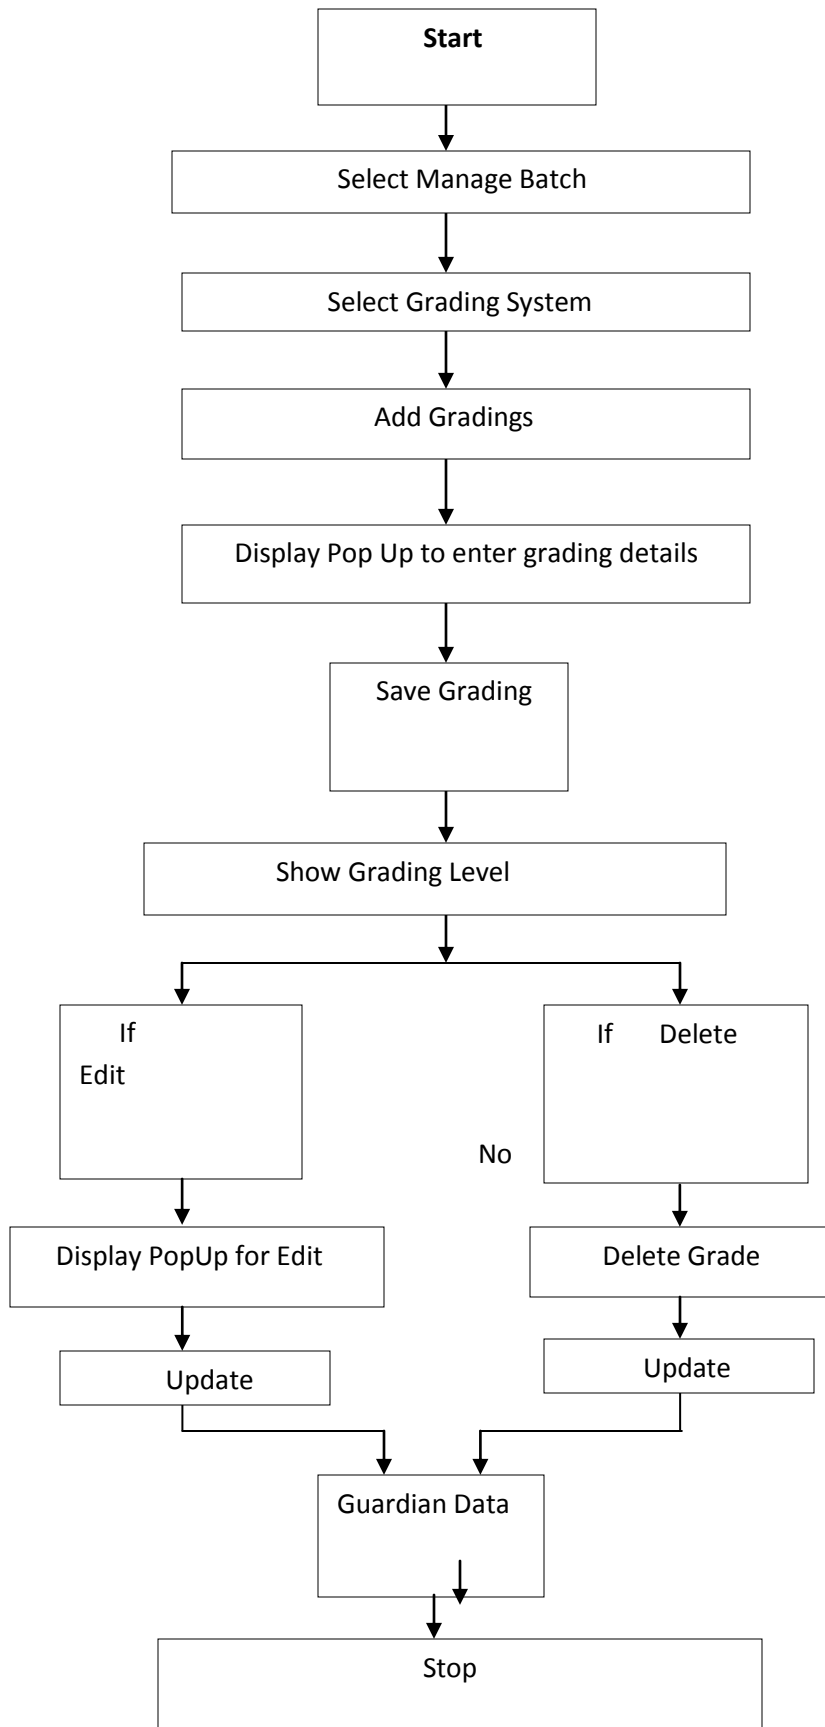 Start
Select Manage Batch
Select Grading System
Add Gradings
Display Pop Up to enter grading details
Save Grading
Show Grading Level
If
Edit
If Delete
No
Display PopUp for Edit
Delete Grade
Update
Update
Guardian Data
Stop